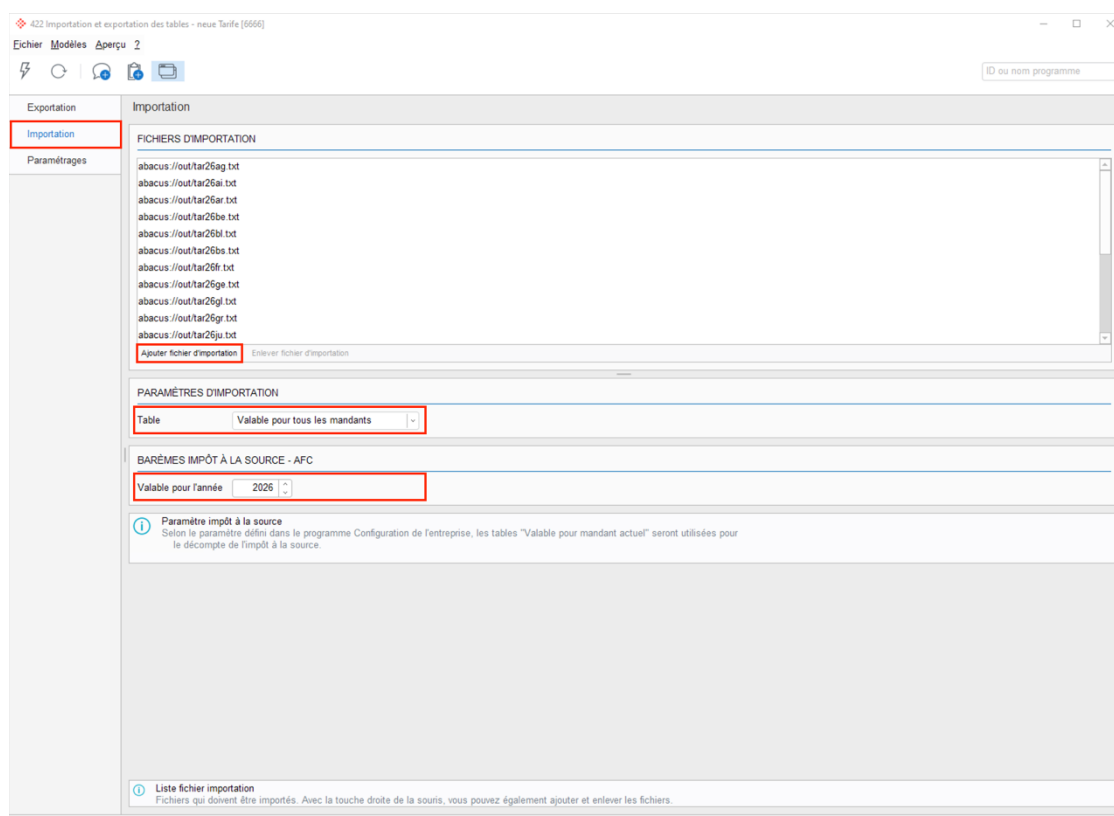 422 Importation et exportation des tables - neue Tarife [6666]
Fichier Modèles Aperçu ?
ID ou nom programme
Exportation
Importation
Paramétrages
Importation
FICHIERS D'IMPORTATION
abacus://out/tar26ag.txt
abacus://out/tar26ai.txt
abacus://out/tar26ar.txt
abacus://out/tar26be.txt
abacus://out/tar26bl.txt
abacus://out/tar26bs.txt
abacus://out/tar26fr.txt
abacus://out/tar26ge.txt
abacus://out/tar26gl.txt
abacus://out/tar26gr.txt
abacus://out/tar26ju.txt
Ajouter fichier d'importation Enlever fichier d'importation
PARAMÈTRES D'IMPORTATION
Table Valable pour tous les mandants
BARÈMES IMPÔT À LA SOURCE - AFC
Valable pour l'année 2026
Paramètre impôt à la source
Selon le paramètre défini dans le programme Configuration de l'entreprise, les tables "Valable pour mandant actuel" seront utilisées pour
le décompte de l'impôt à la source.
Liste fichier importation
Fichiers qui doivent être importés. Avec la touche droite de la souris, vous pouvez également ajouter et enlever les fichiers.